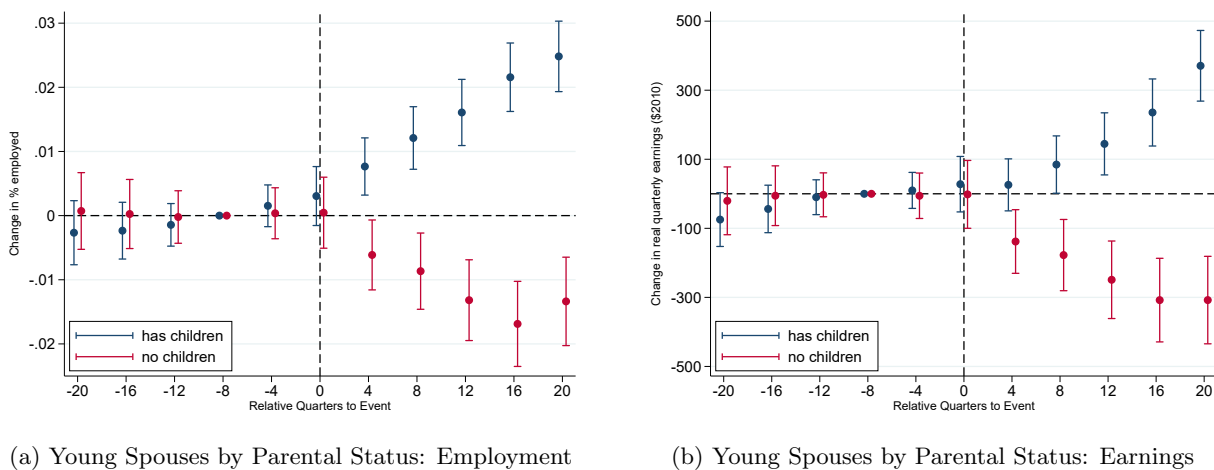 .03
.02
.01
0
-.01
-.02
Change in % employed
has children
no children
-20 -16 -12 -8 -4 0 4 8 12 16 20
Relative Quarters to Event
(a) Young Spouses by Parental Status: Employment
500
300
100
-100
-300
-500
Change in real quarterly earnings ($2010)
has children
no children
-20 -16 -12 -8 -4 0 4 8 12 16 20
Relative Quarters to Event
(b) Young Spouses by Parental Status: Earnings